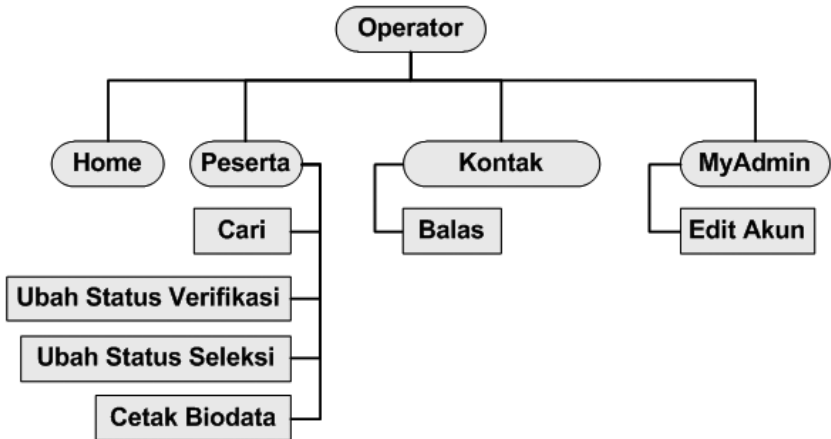 Operator
Home
Peserta
Kontak
MyAdmin
Cari
Balas
Edit Akun
Ubah Status Verifikasi
Ubah Status Seleksi
Cetak Biodata